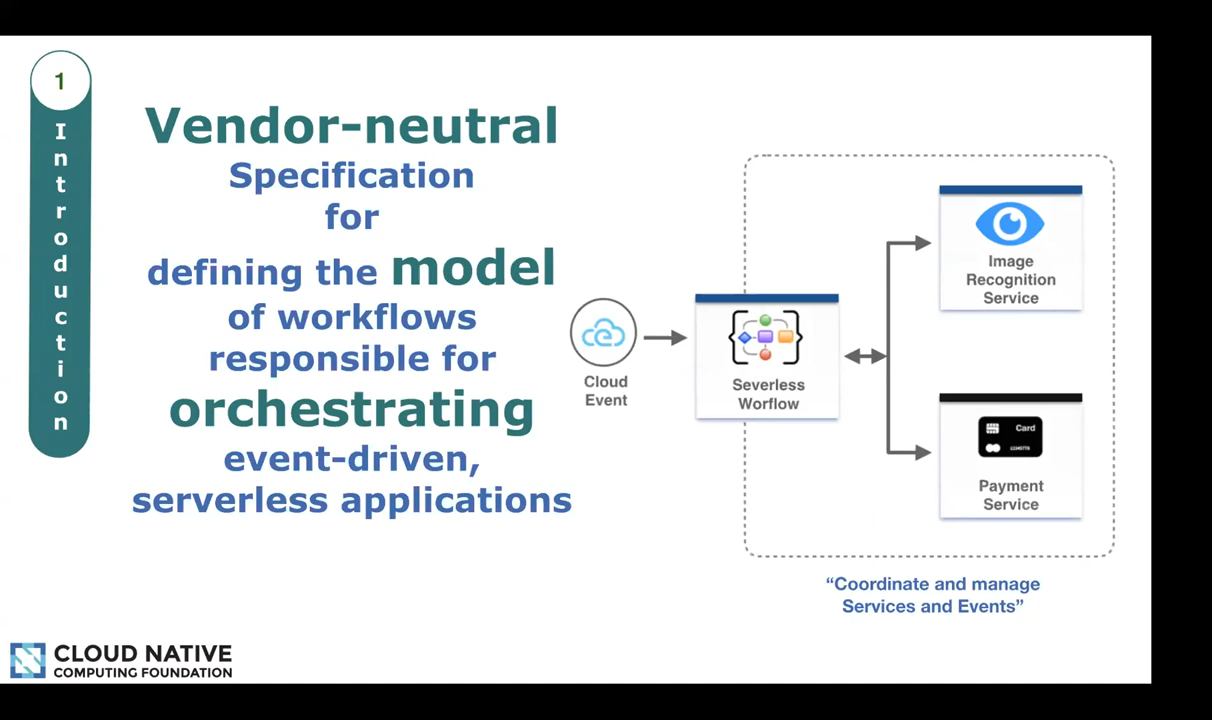 1
Introduction
Vendor-neutral
Specification
for
defining the model
of workflows
responsible for
orchestrating
event-driven,
serverless applications
Cloud
Event
Severless
Worflow
Image
Recognition
Service
Card
12345778
Payment
Service
“Coordinate and manage
Services and Events”
CLOUD NATIVE
COMPUTING FOUNDATION